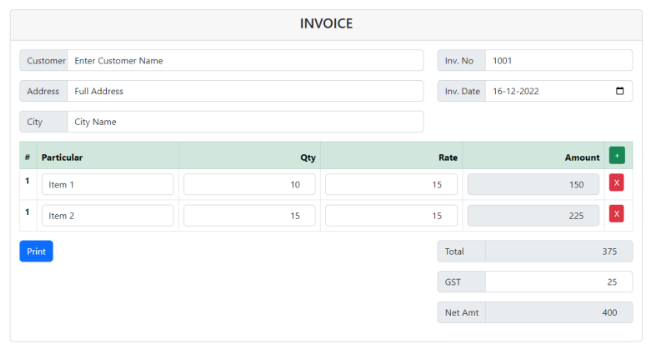 INVOICE
Customer Enter Customer Name Inv. No 1001
Address Full Address Inv. Date 16-12-2022
City City Name
# Particular Qty Rate Amount +
1 Item 1 10 15 150 X
1 Item 2 15 15 225 X
Print Total 375
GST 25
Net Amt 400